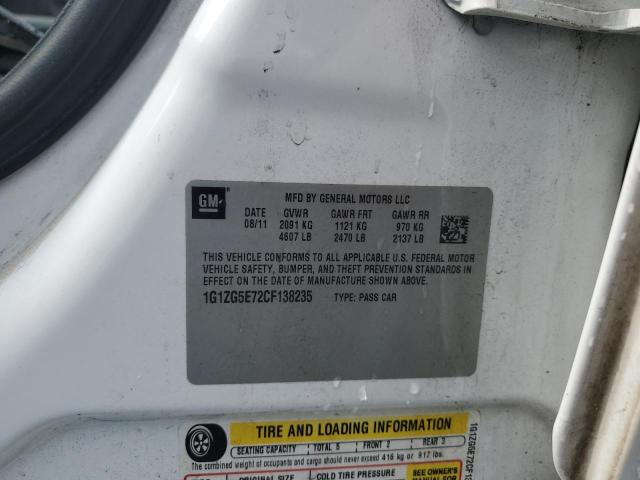 GM
MFD BY GENERAL MOTORS LLC
DATE GVWR GAWR FRT GAWR RR
08/11 2091 KG 1121 KG 970 KG
4607 LB 2470 LB 2137 LB
THIS VEHICLE CONFORMS TO ALL APPLICABLE U.S. FEDERAL MOTOR
VEHICLE SAFETY, BUMPER, AND THEFT PREVENTION STANDARDS IN
EFFECT ON THE DATE OF MANUFACTURE SHOWN ABOVE.
1G1ZG5E72CF138235 TYPE: PASS CAR
TIRE AND LOADING INFORMATION
SEATING CAPACITY TOTAL 5 FRONT 2 REAR 3
The combined weight of occupants and cargo should never exceed 416 kg or 917 lbs.
ORIGINAL SIZE COLD TIRE PRESSURE
SEE OWNER'S
MANUAL FOR
1G1ZG5E72CF13